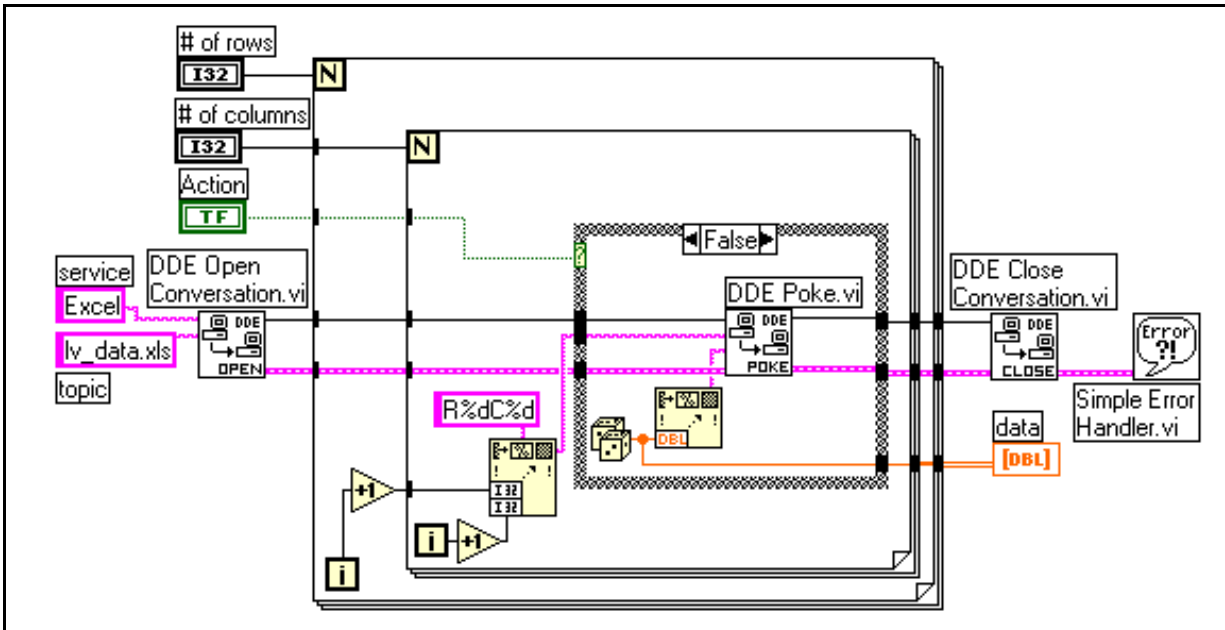 # of rows
I32
N
# of columns
I32
N
Action
TF
?
False
service
DDE Open
Conversation.vi
DDE Poke.vi
DDE Close
Conversation.vi
Excel
DDE
OPEN
DDE
POKE
DDE
CLOSE
Error
?!
lv_data.xls
topic
R%dC%d
%
! !
I32
I32
%
! !
DBL
Simple Error
Handler.vi
data
[DBL]
+1
i
+1
i